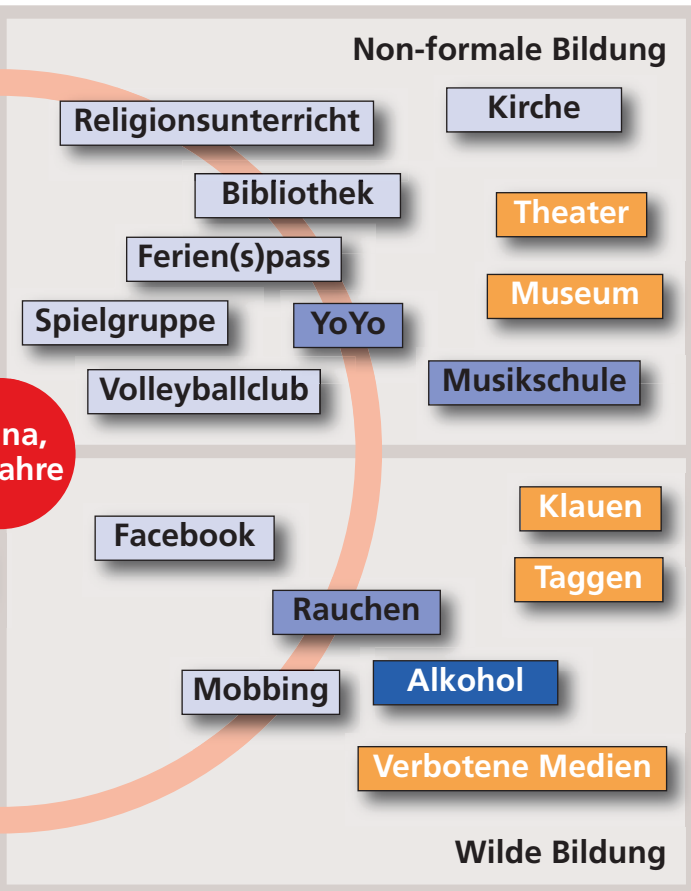 Non-formale Bildung
Kirche
Religionsunterricht
Bibliothek
Theater
Ferien(s)pass
Museum
Spielgruppe
YoYo
Musikschule
Volleyballclub
na,
ahre
Klauen
Facebook
Taggen
Rauchen
Alkohol
Mobbing
Verbotene Medien
Wilde Bildung